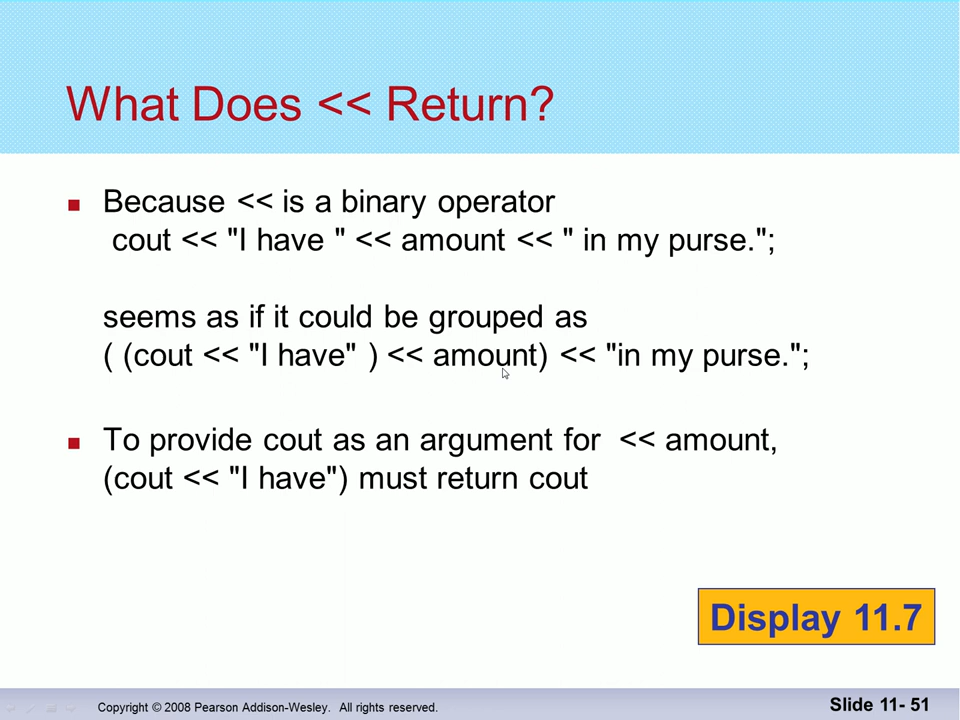 What Does << Return?
Because << is a binary operator
cout << "I have " << amount << " in my purse.";
seems as if it could be grouped as
( (cout << "I have" ) << amount) << "in my purse.";
To provide cout as an argument for << amount,
(cout << "I have") must return cout
Display 11.7
Copyright © 2008 Pearson Addison-Wesley. All rights reserved.
Slide 11- 51